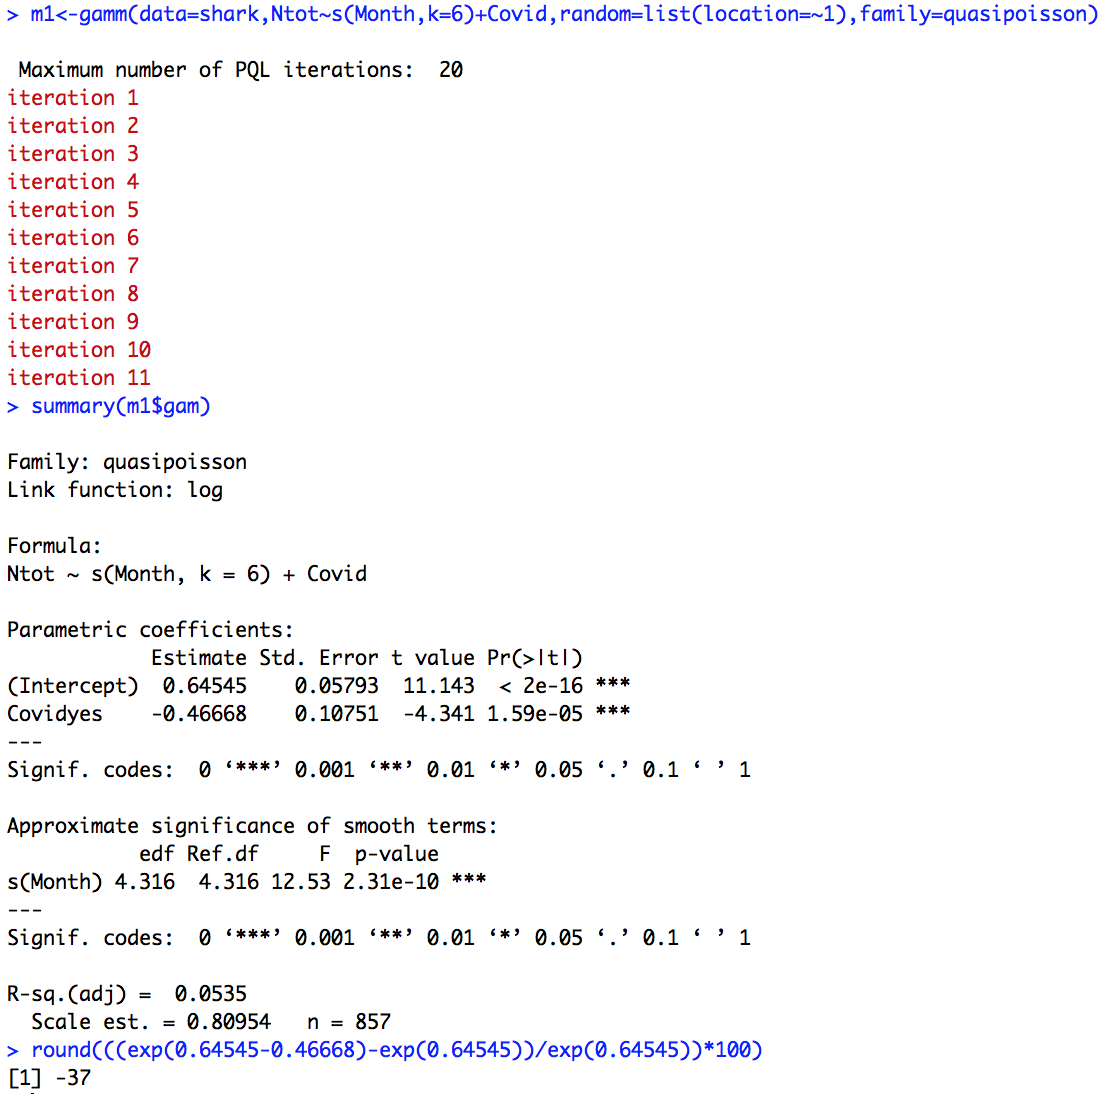 > m1<-gamm(data=shark,Ntot~s(Month,k=6)+Covid,random=list(location=~1),family=quasipoisson)
Maximum number of PQL iterations:  20
iteration 1
iteration 2
iteration 3
iteration 4
iteration 5
iteration 6
iteration 7
iteration 8
iteration 9
iteration 10
iteration 11
> summary(m1$gam)
Family: quasipoisson
Link function: log
Formula:
Ntot ~ s(Month, k = 6) + Covid
Parametric coefficients:
            Estimate Std. Error t value Pr(>|t|)
(Intercept)  0.64545    0.05793  11.143  < 2e-16 ***
Covidyes    -0.46668    0.10751  -4.341 1.59e-05 ***
---
Signif. codes:  0 ‘***’ 0.001 ‘**’ 0.01 ‘*’ 0.05 ‘.’ 0.1 ‘ ’ 1
Approximate significance of smooth terms:
           edf Ref.df     F  p-value
s(Month) 4.316  4.316 12.53 2.31e-10 ***
---
Signif. codes:  0 ‘***’ 0.001 ‘**’ 0.01 ‘*’ 0.05 ‘.’ 0.1 ‘ ’ 1
R-sq.(adj) =  0.0535
  Scale est. = 0.80954   n = 857
> round(((exp(0.64545-0.46668)-exp(0.64545))/exp(0.64545))*100)
[1] -37